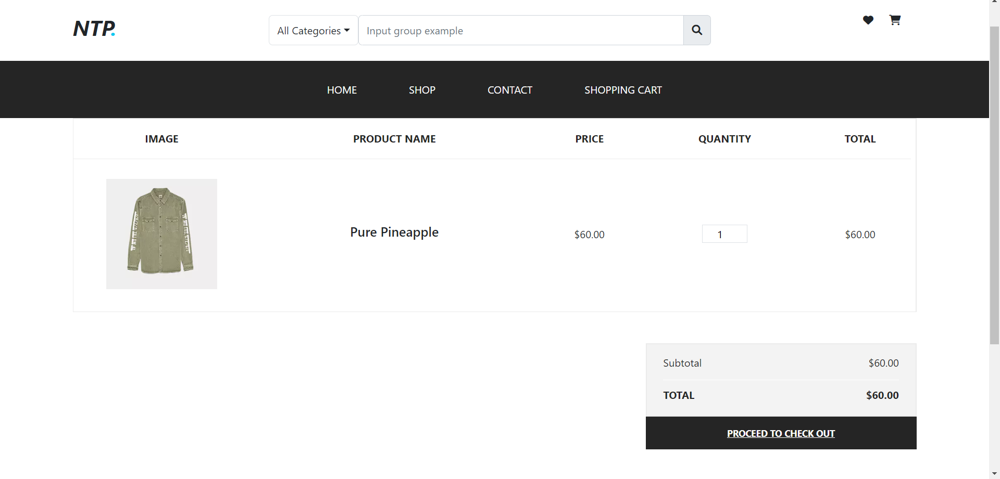 NTP.
All Categories
Input group example
HOME SHOP CONTACT SHOPPING CART
IMAGE PRODUCT NAME PRICE QUANTITY TOTAL
Pure Pineapple $60.00 1 $60.00
Subtotal $60.00
TOTAL $60.00
PROCEED TO CHECK OUT